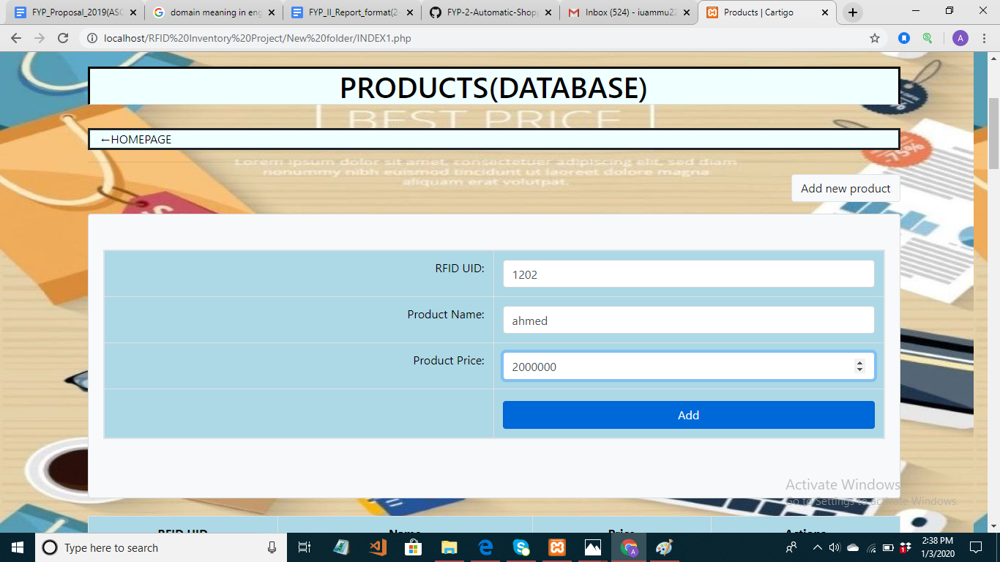 FYP_Proposal_2019(ASC
domain meaning in eng
FYP_II_Report_format(2-
FYP-2-Automatic-Shopp
Inbox (524) - iuammu22
Products | Cartigo
localhost/RFID%20Inventory%20Project/New%20folder/INDEX1.php
A
PRODUCTS(DATABASE)
BEST PRICE
←HOMEPAGE
-75%
Lorem ipsum dolor sit amet, consectetuer adipiscing elit, sed diam
nonummy nibh euismod tincidunt ut laoreet dolore magna
aliquam erat volutpat.
Add new product
RFID UID:
1202
Product Name:
ahmed
Product Price:
2000000
Add
Activate Windows
Go to Settings to activate Windows.
RFID UID Name Price Actions
Type here to search
2:38 PM
1/3/2020